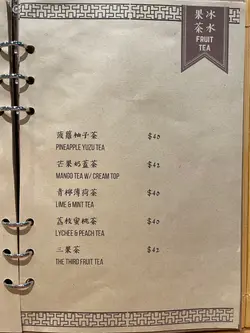 冰水
果茶
FRUIT
TEA
菠蘿柚子茶 $40
PINEAPPLE YUZU TEA
芒果奶蓋茶 $42
MANGO TEA W/ CREAM TOP
青檸薄荷茶 $40
LIME & MINT TEA
荔枝蜜桃茶 $40
LYCHEE & PEACH TEA
三果茶 $42
THE THIRD FRUIT TEA